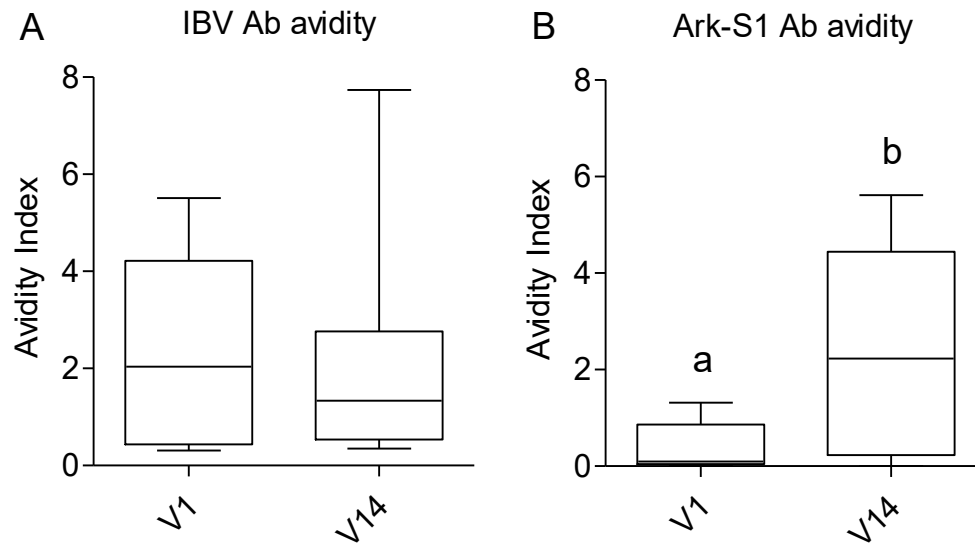 A
IBV Ab avidity
Avidity Index
8
6
4
2
0
V1
V14
B
Ark-S1 Ab avidity
Avidity Index
8
6
4
2
0
a
b
V1
V14